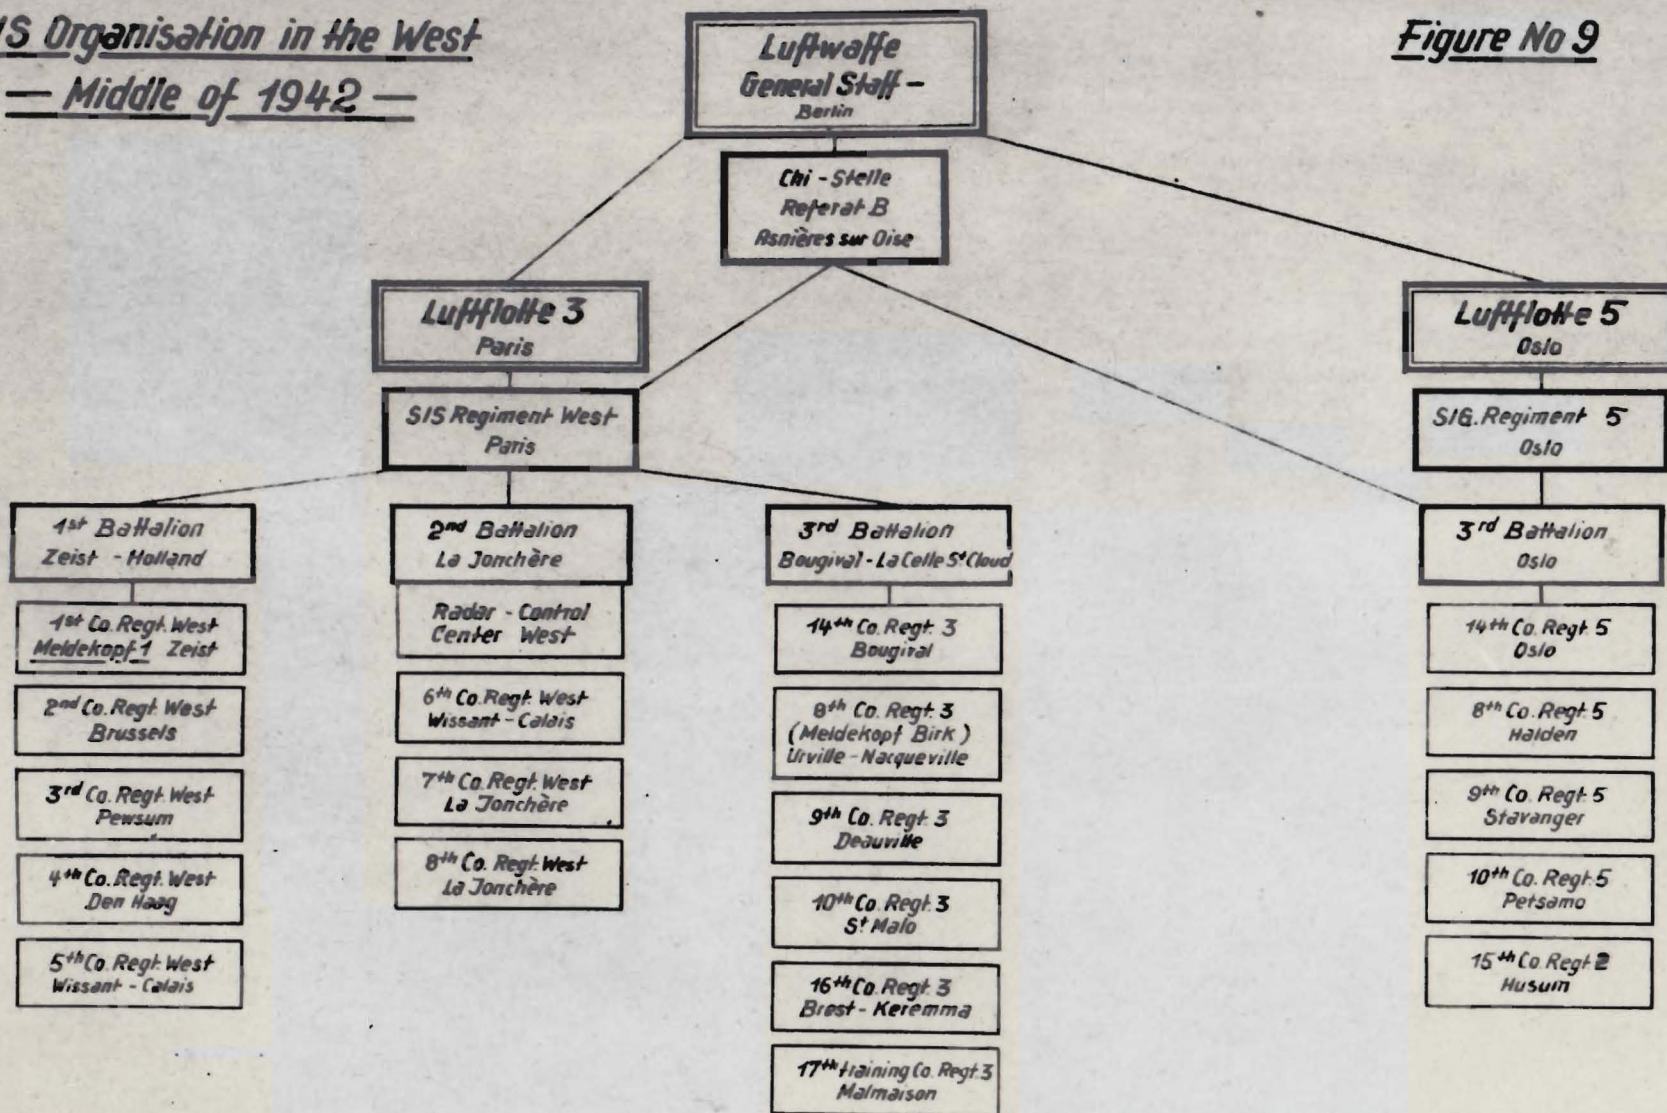 IS Organisation in the West
— Middle of 1942 —
Figure No 9
Luftwaffe
General Staff –
Berlin
Chi - Stelle
Referat B
Asnières sur Oise
Luftflotte 3
Paris
Luftflotte 5
Oslo
SIS Regiment West
Paris
SIG. Regiment 5
Oslo
1st Battalion
Zeist - Holland
1st Co. Regt. West
Meldekopf 1 Zeist
2nd Co. Regt. West
Brussels
3rd Co. Regt. West
Pewsum
4th Co. Regt. West
Den Haag
5th Co. Regt. West
Wissant - Calais
2nd Battalion
La Jonchère
Radar - Control
Center West
6th Co. Regt. West
Wissant - Calais
7th Co. Regt. West
La Jonchère
8th Co. Regt. West
La Jonchère
3rd Battalion
Bougival - La Celle St Cloud
14th Co. Regt. 3
Bougival
8th Co. Regt. 3
(Meldekopf Birk)
Urville - Nacqueville
9th Co. Regt. 3
Deauville
10th Co. Regt. 3
St Malo
16th Co. Regt. 3
Brest - Keremma
17th training Co. Regt. 3
Malmaison
3rd Battalion
Oslo
14th Co. Regt. 5
Oslo
8th Co. Regt. 5
Halden
9th Co. Regt. 5
Stavanger
10th Co. Regt. 5
Petsamo
15th Co. Regt. 2
Husum